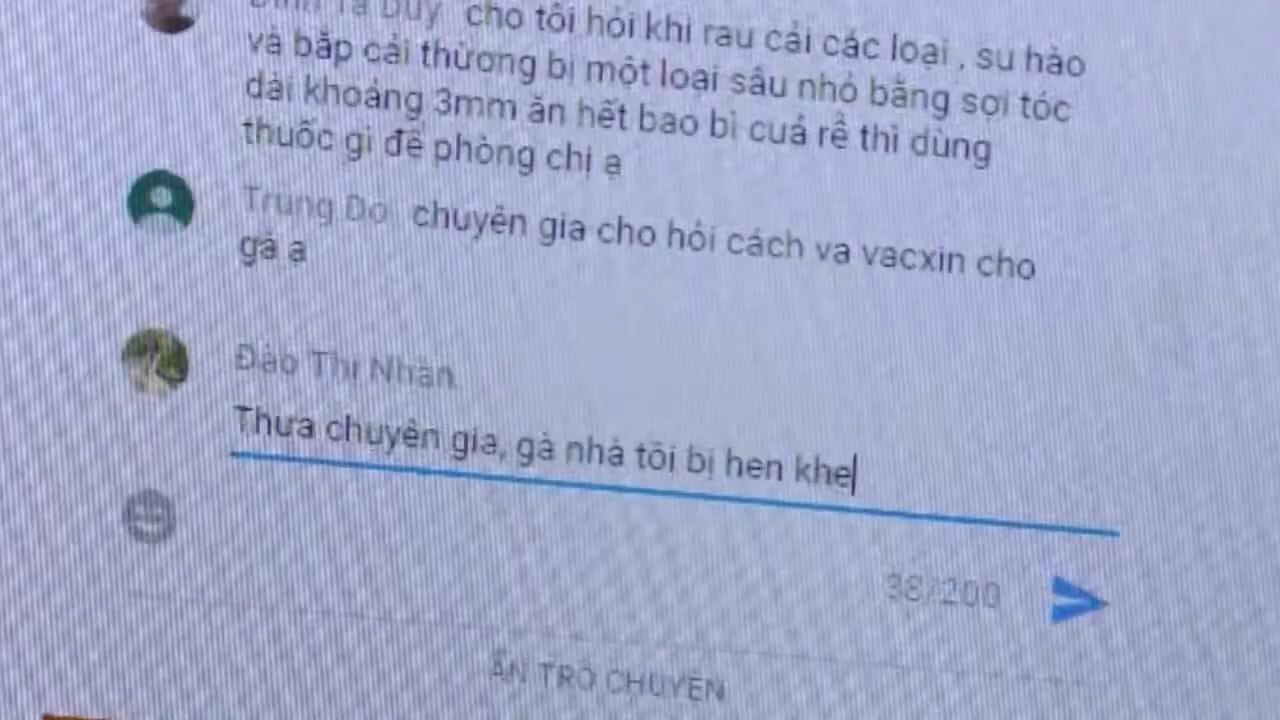 Duy cho tôi hỏi khi rau cải các loại , su hào
và bắp cải thường bị một loại sâu nhỏ bằng sợi tóc
dài khoảng 3mm ăn hết bao bì cuả rễ thì dùng
thuốc gì để phòng chị ạ
Trung Do chuyên gia cho hỏi cách va vacxin cho
gà ạ
Đào Thị Nhàn
Thưa chuyên gia, gà nhà tôi bị hen khe
38/200
ẨN TRÒ CHUYỆN